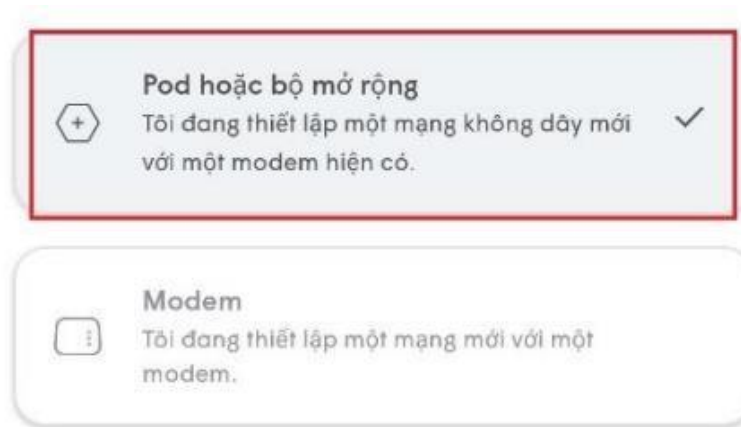 Pod hoặc bộ mở rộng
Tôi đang thiết lập một mạng không dây mới
với một modem hiện có.
Modem
Tôi đang thiết lập một mạng mới với một
modem.